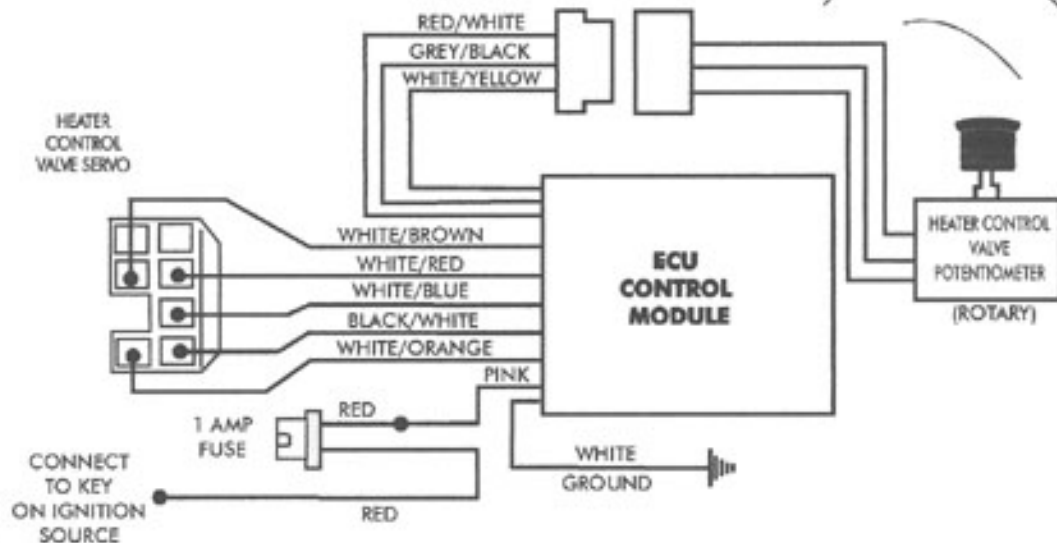 RED/WHITE
GREY/BLACK
WHITE/YELLOW
HEATER
CONTROL
VALVE SERVO
WHITE/BROWN
WHITE/RED
WHITE/BLUE
BLACK/WHITE
WHITE/ORANGE
PINK
ECU
CONTROL
MODULE
HEATER CONTROL
VALVE
POTENTIOMETER
(ROTARY)
1 AMP
FUSE
RED
CONNECT
TO KEY
ON IGNITION
SOURCE
RED
WHITE
GROUND